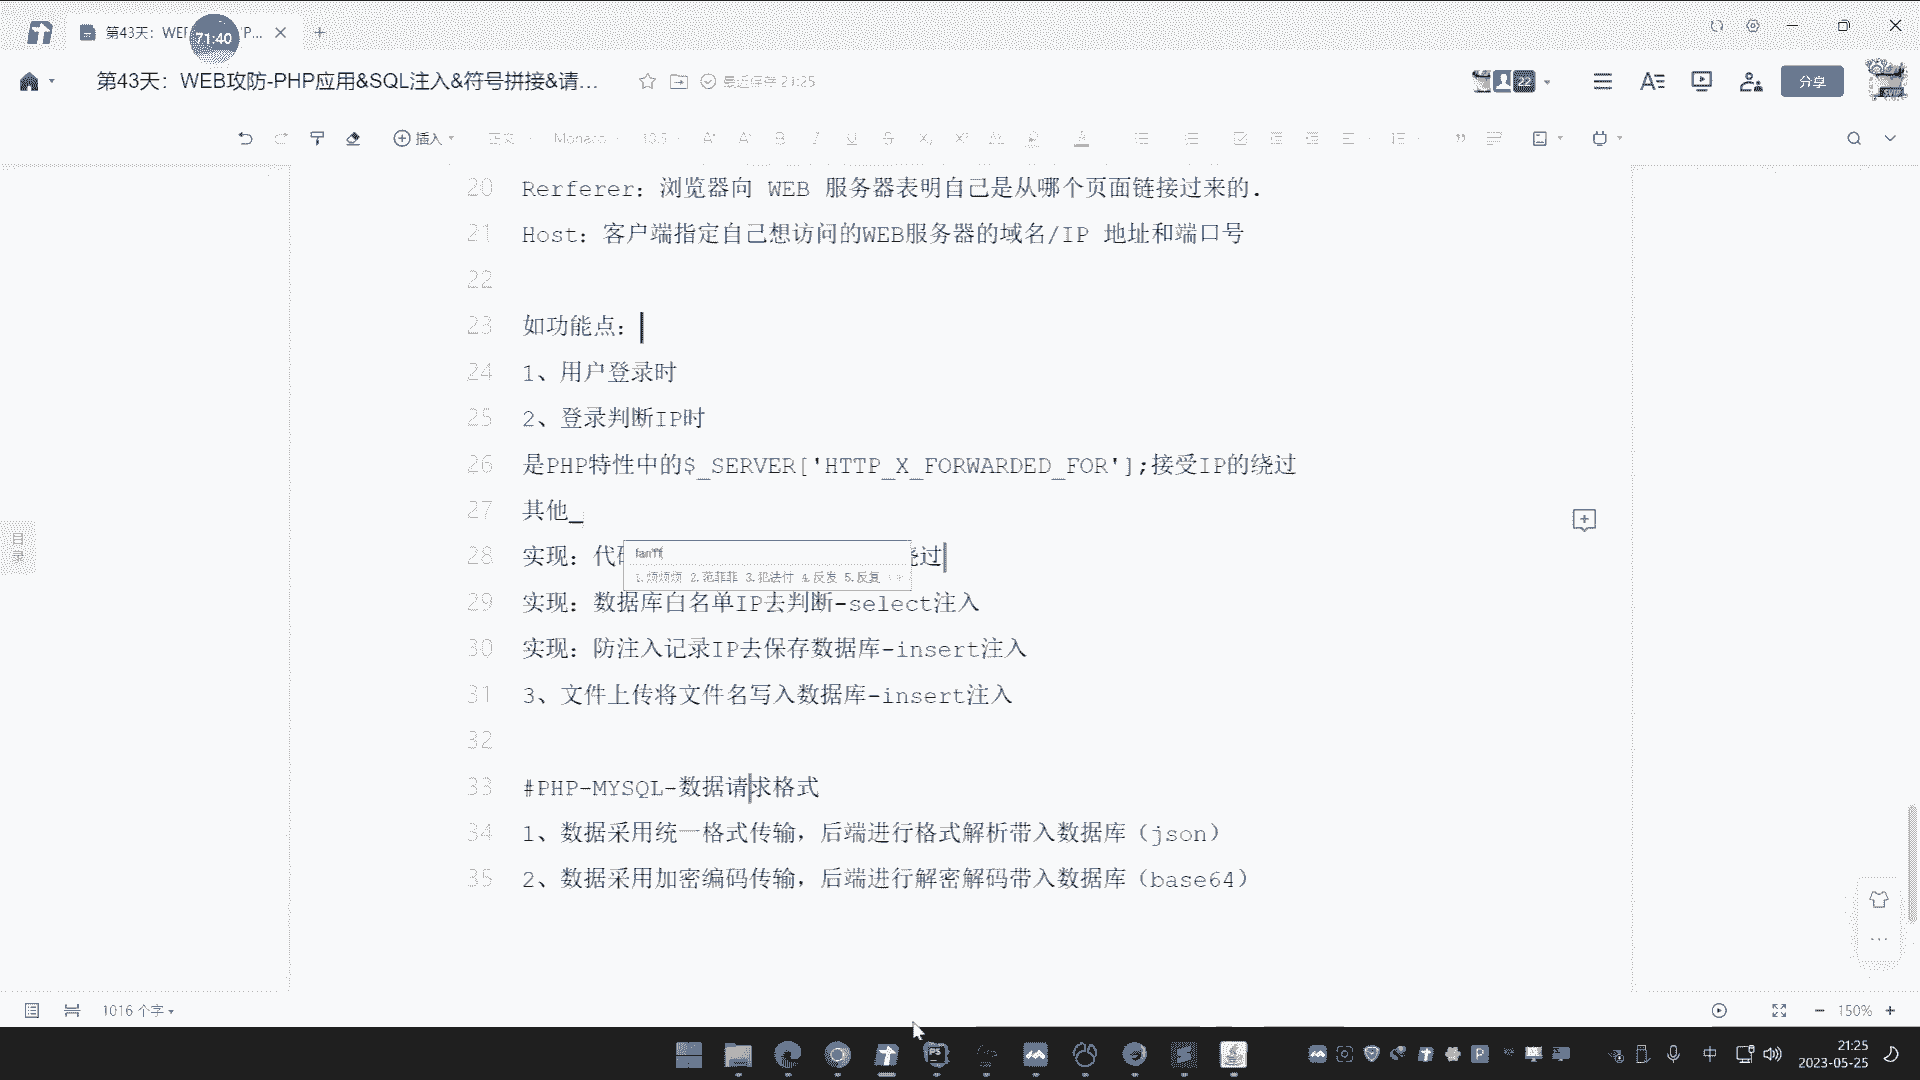 第43天：WE
P...
71:40
第43天：WEB攻防-PHP应用&SQL注入&符号拼接&请...
最近保存 21:25
22
分享
插入
正文
Monaco
10.5
20 Rerferer：浏览器向 WEB 服务器表明自己是从哪个页面链接过来的.
21 Host：客户端指定自己想访问的WEB服务器的域名/IP 地址和端口号
22
23 如功能点：
24 1、用户登录时
25 2、登录判断IP时
26 是PHP特性中的$_SERVER['HTTP_X_FORWARDED_FOR'];接受IP的绕过
27 其他_
28 实现：代
过
1.烦烦烦 2.范菲菲 3.犯法付 4.反发 5.反复
29 实现：数据库白名单IP去判断-select注入
30 实现：防注入记录IP去保存数据库-insert注入
31 3、文件上传将文件名写入数据库-insert注入
32
33 #PHP-MYSQL-数据请求格式
34 1、数据采用统一格式传输，后端进行格式解析带入数据库（json）
35 2、数据采用加密编码传输，后端进行解密解码带入数据库（base64）
目录
1016 个字
150%
中
21:25
2023-05-25